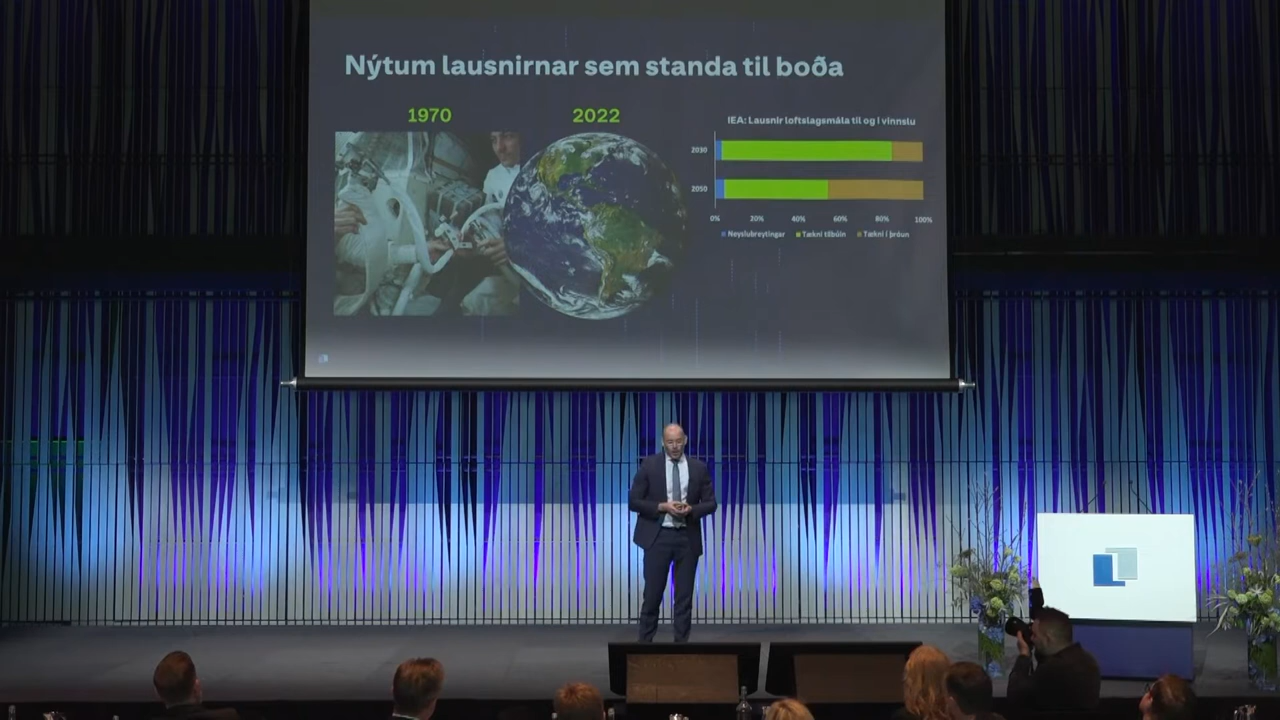 Nýtum lausnirnar sem standa til boða
1970
2022
IEA: Lausnir loftslagsmála til og í vinnslu
2030
2050
0% 20% 40% 60% 80% 100%
Neyslubreytingar Tækni tilbúin Tækni í þróun